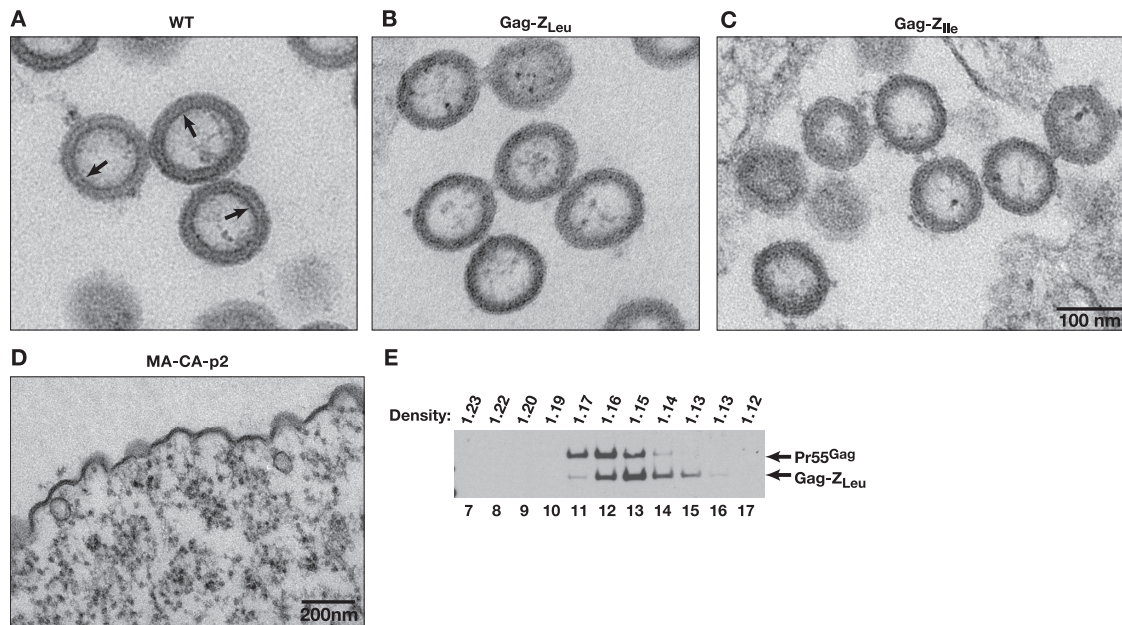 A
WT
B
Gag-ZLeu
C
Gag-ZIle
100 nm
D
MA-CA-p2
200nm
E
Density: 1.23 1.22 1.20 1.19 1.17 1.16 1.15 1.14 1.13 1.13 1.12
Pr55Gag
Gag-ZLeu
7 8 9 10 11 12 13 14 15 16 17